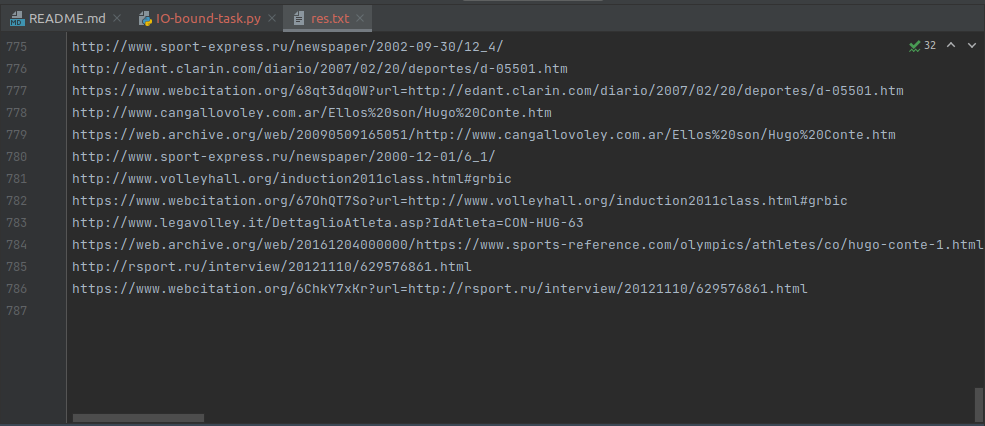 README.md IO-bound-task.py res.txt
775 http://www.sport-express.ru/newspaper/2002-09-30/12_4/
32
776 http://edant.clarin.com/diario/2007/02/20/deportes/d-05501.htm
777 https://www.webcitation.org/68qt3dq0W?url=http://edant.clarin.com/diario/2007/02/20/deportes/d-05501.htm
778 http://www.cangallovoley.com.ar/Ellos%20son/Hugo%20Conte.htm
779 https://web.archive.org/web/20090509165051/http://www.cangallovoley.com.ar/Ellos%20son/Hugo%20Conte.htm
780 http://www.sport-express.ru/newspaper/2000-12-01/6_1/
781 http://www.volleyhall.org/induction2011class.html#grbic
782 https://www.webcitation.org/67OhQT7So?url=http://www.volleyhall.org/induction2011class.html#grbic
783 http://www.legavolley.it/DettaglioAtleta.asp?IdAtleta=CON-HUG-63
784 https://web.archive.org/web/20161204000000/https://www.sports-reference.com/olympics/athletes/co/hugo-conte-1.html
785 http://rsport.ru/interview/20121110/629576861.html
786 https://www.webcitation.org/6ChkY7xKr?url=http://rsport.ru/interview/20121110/629576861.html
787